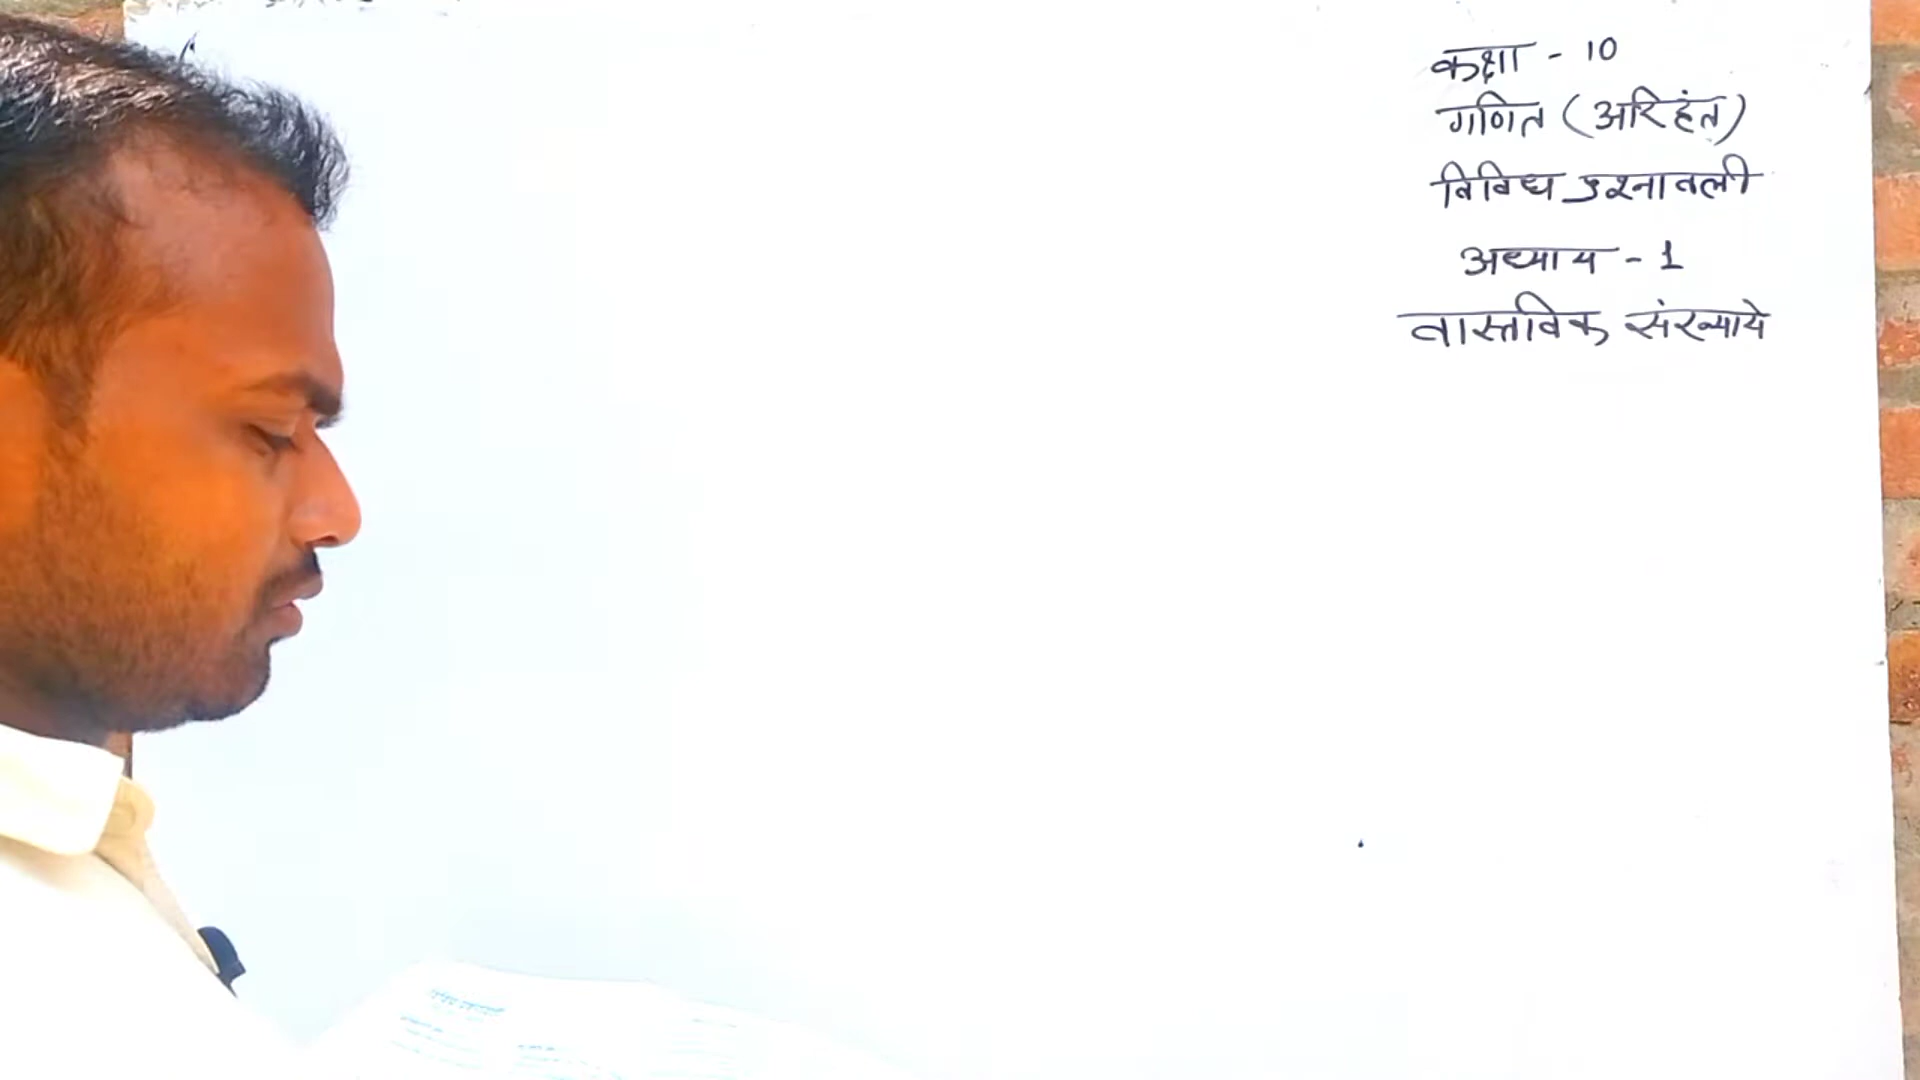 कक्षा - 10
गणित (अरिहंत)
विविध प्रश्नावली
अध्याय - 1
वास्तविक संख्याये